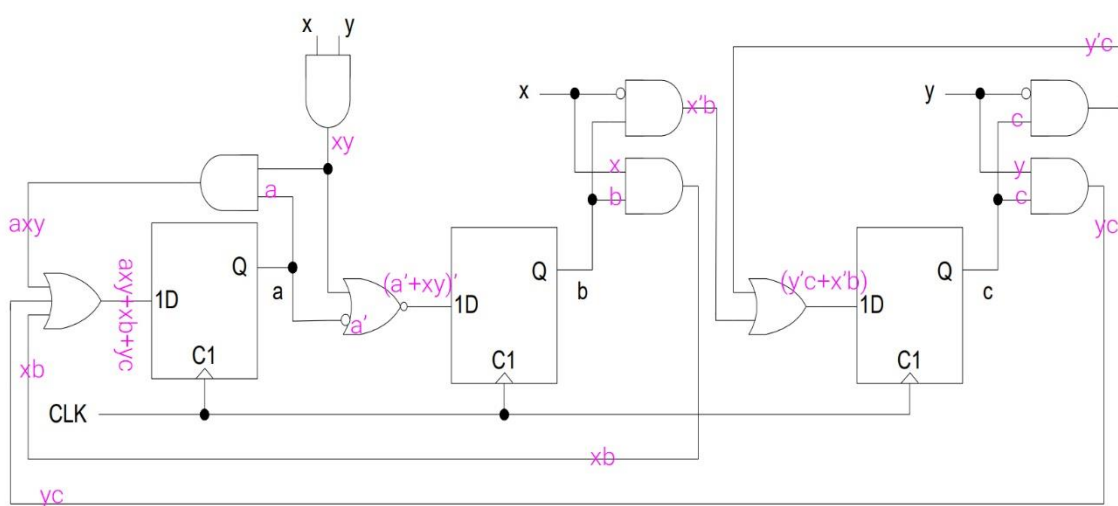 x y
y'c
x
x'b
y
c
xy
x
y
a
b
c
axy
yc
Q
Q
Q
(a'+xy)'
(y'c+x'b)
a
b
c
1D
1D
1D
axy+xb+yc
a'
xb
C1
C1
C1
CLK
xb
yc